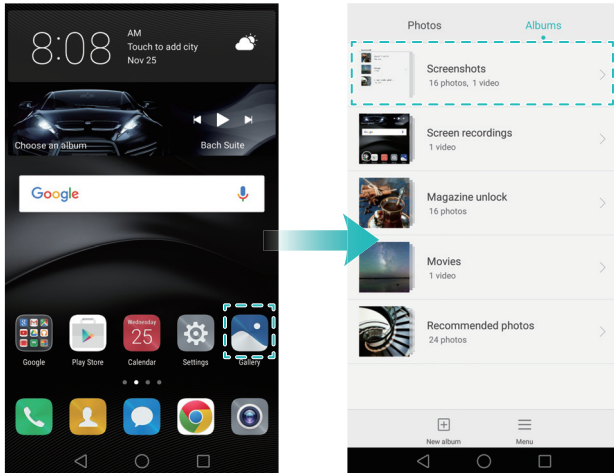 8:08
AM
Touch to add city
Nov 25
Choose an album
Bach Suite
Google
Wednesday
25
Google
Play Store
Calendar
Settings
Gallery
Photos
Albums
Screenshots
16 photos, 1 video
Screen recordings
1 video
Magazine unlock
16 photos
Movies
1 video
Recommended photos
24 photos
New album
Menu